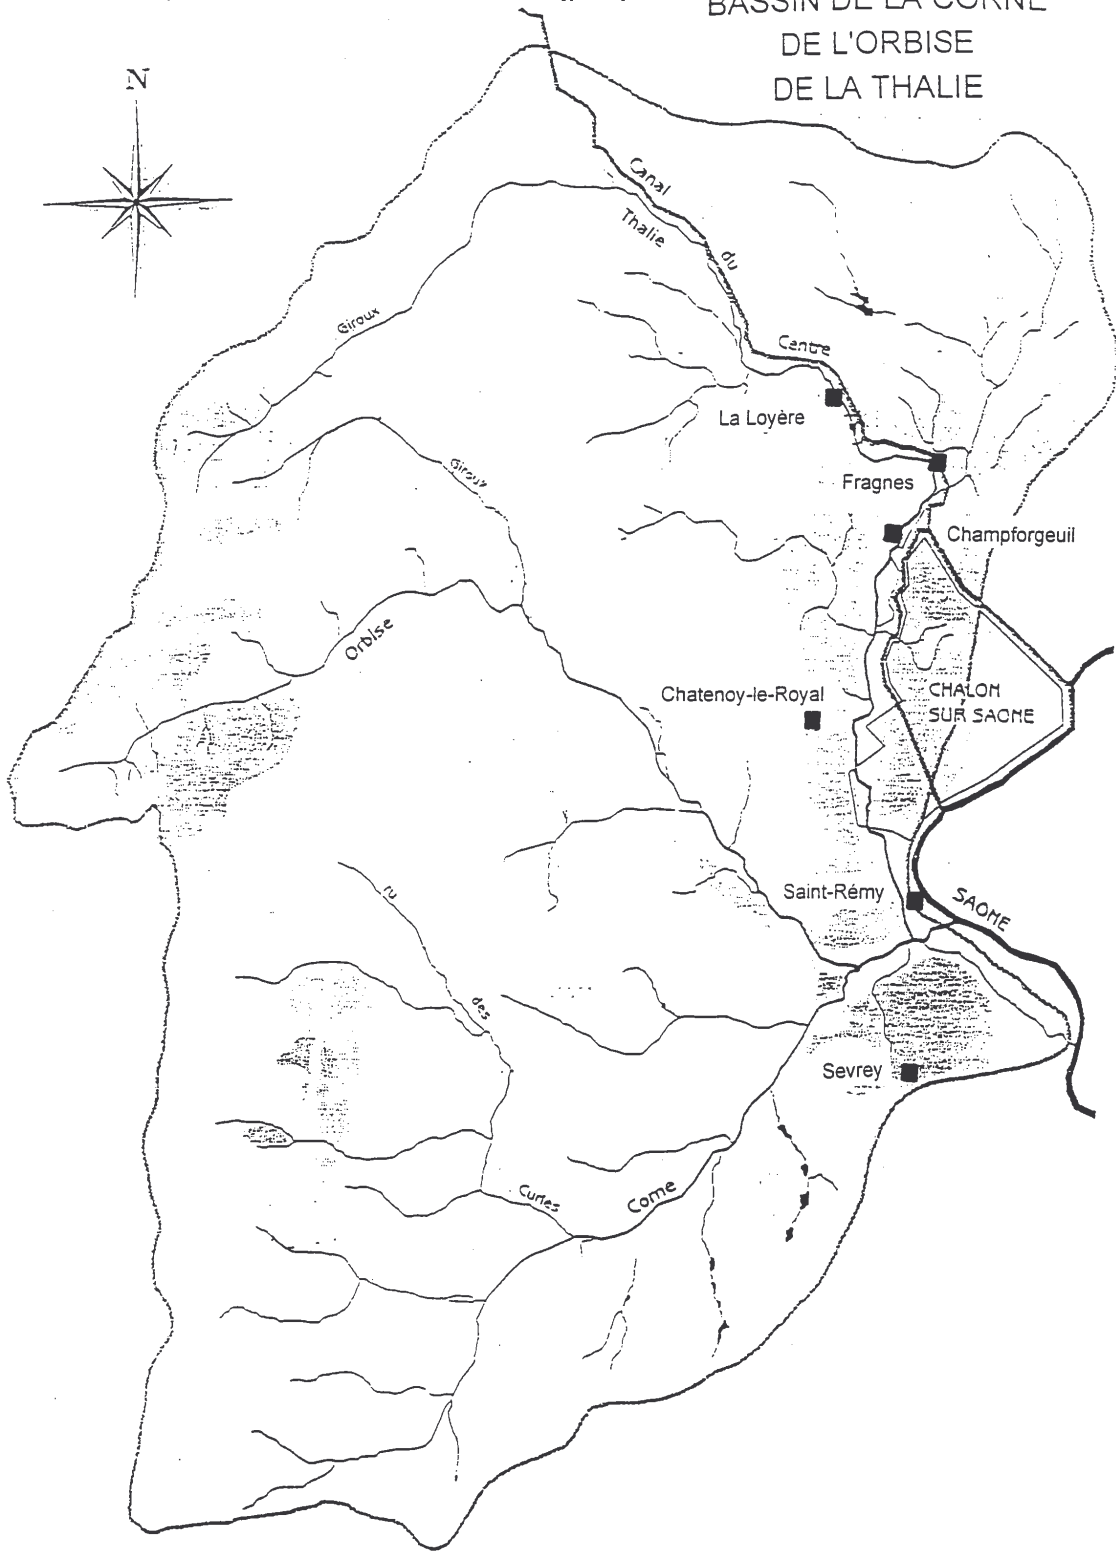 BASSIN DE LA CORNE
DE L'ORBISE
DE LA THALIE
N
Canal
Thalie
du
Giroux
Centre
La Loyère
Giroux
Fragnes
Champforgeuil
Orbise
Chatenoy-le-Royal
CHALON
SUR SAONE
ru
Saint-Rémy
SAONE
des
Sevrey
Curles
Corne